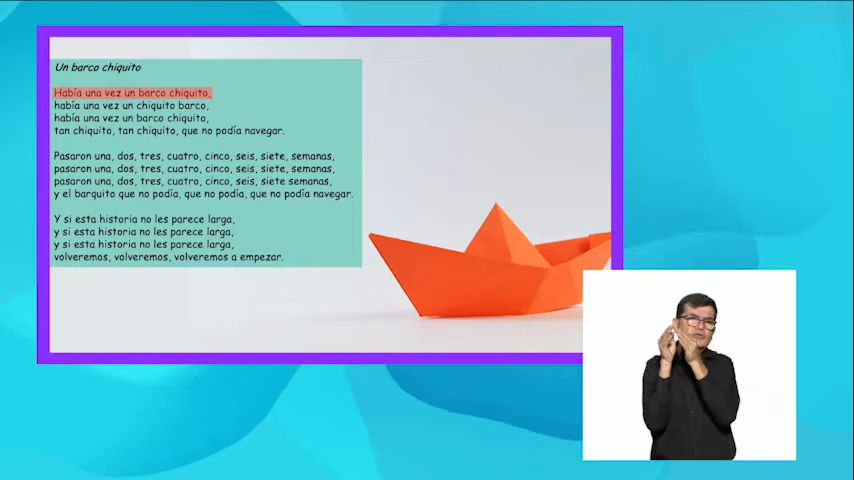 Un barco chiquito
Había una vez un barco chiquito,
había una vez un chiquito barco,
había una vez un barco chiquito,
tan chiquito, tan chiquito, que no podía navegar.
Pasaron una, dos, tres, cuatro, cinco, seis, siete, semanas,
pasaron una, dos, tres, cuatro, cinco, seis, siete, semanas,
pasaron una, dos, tres, cuatro, cinco, seis, siete semanas,
y el barquito que no podía, que no podía, que no podía navegar.
Y si esta historia no les parece larga,
y si esta historia no les parece larga,
y si esta historia no les parece larga,
volveremos, volveremos, volveremos a empezar.